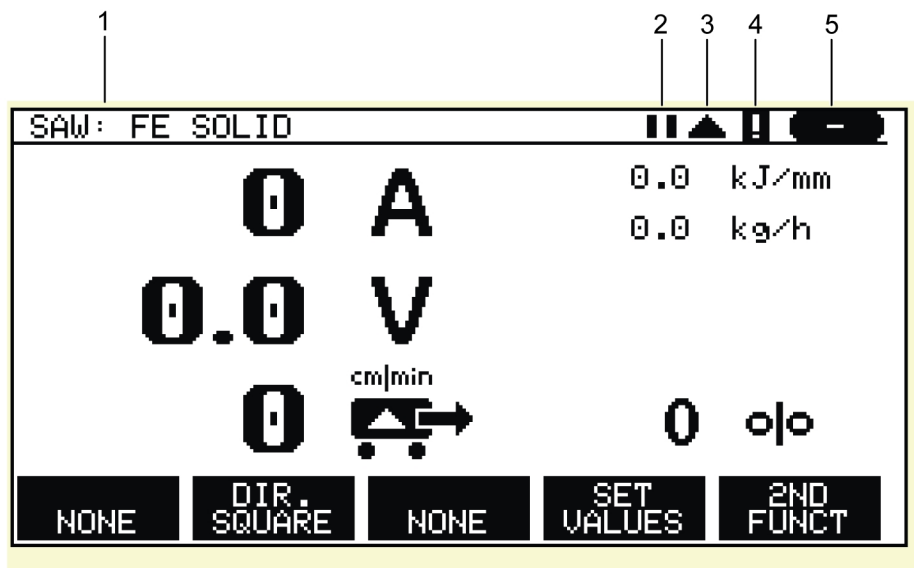 1 2 3 4 5
SAW: FE SOLID
0 A 0.0 kJ/mm
0.0 kg/h
0.0 V
cm/min
0 0 o|o
NONE DIR. SQUARE NONE SET VALUES 2ND FUNCT